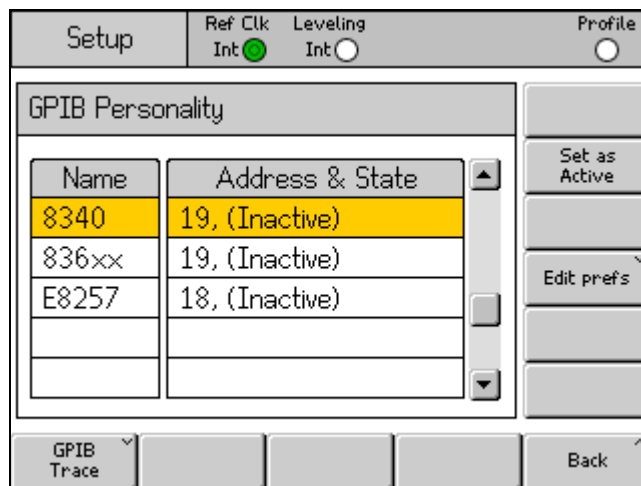 Setup
Ref Clk Leveling Profile
Int Int
GPIB Personality
Name Address & State
8340 19, (Inactive)
836xx 19, (Inactive)
E8257 18, (Inactive)
Set as
Active
Edit prefs
GPIB
Trace
Back